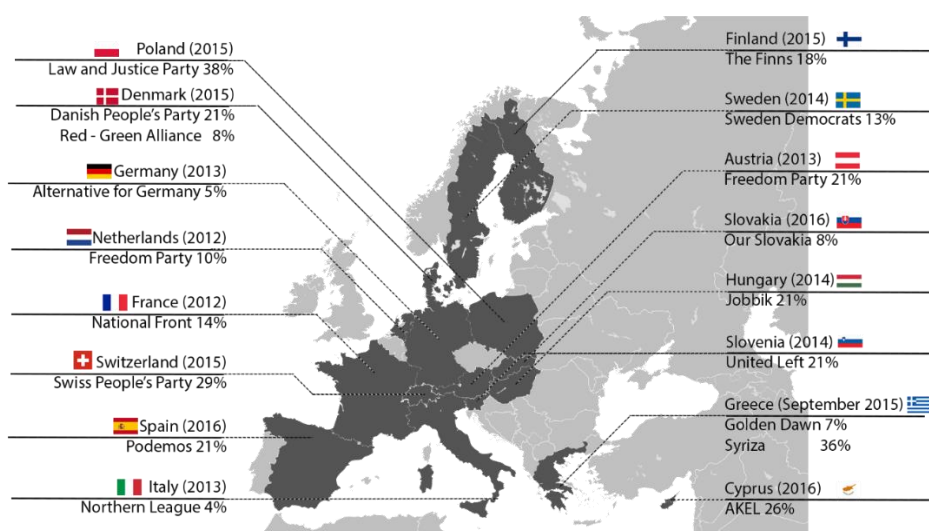 Poland (2015)
Law and Justice Party 38%
Denmark (2015)
Danish People's Party 21%
Red - Green Alliance 8%
Germany (2013)
Alternative for Germany 5%
Netherlands (2012)
Freedom Party 10%
France (2012)
National Front 14%
Switzerland (2015)
Swiss People's Party 29%
Spain (2016)
Podemos 21%
Italy (2013)
Northern League 4%
Finland (2015)
The Finns 18%
Sweden (2014)
Sweden Democrats 13%
Austria (2013)
Freedom Party 21%
Slovakia (2016)
Our Slovakia 8%
Hungary (2014)
Jobbik 21%
Slovenia (2014)
United Left 21%
Greece (September 2015)
Golden Dawn 7%
Syriza 36%
Cyprus (2016)
AKEL 26%